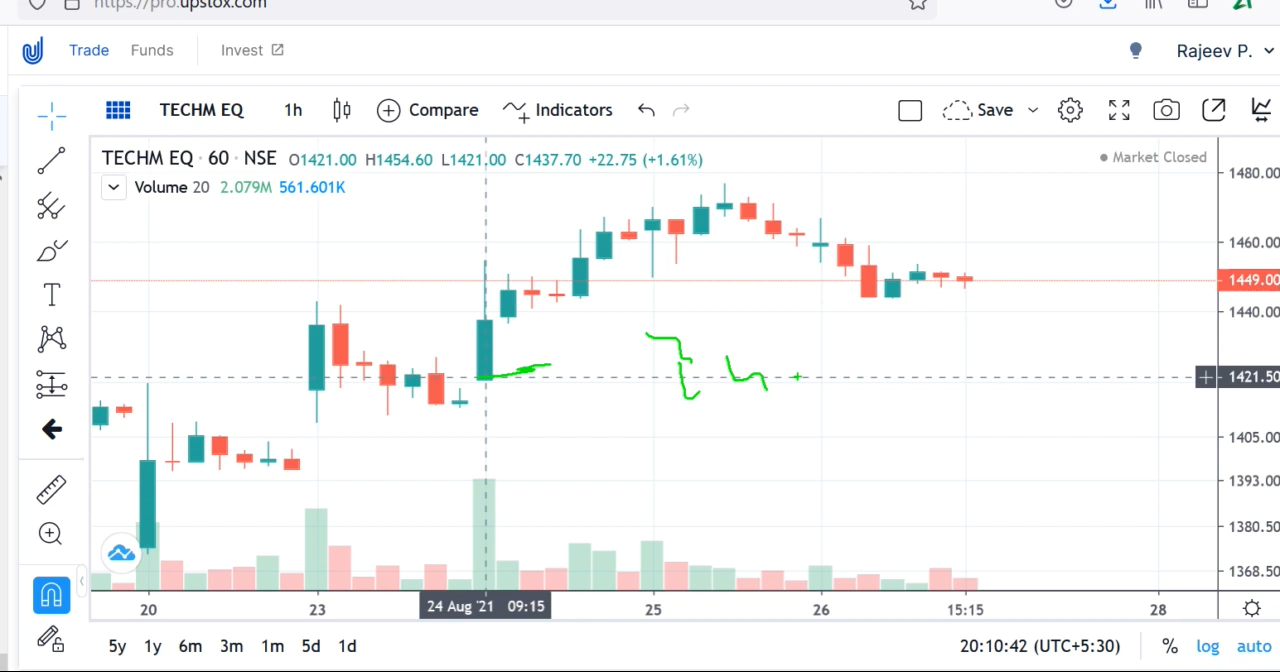 https://pro.upstox.com
Trade Funds Invest Rajeev P.
TECHM EQ 1h Compare Indicators Save
TECHM EQ · 60 · NSE O1421.00 H1454.60 L1421.00 C1437.70 +22.75 (+1.61%) Market Closed
Volume 20 2.079M 561.601K
1480.00
1460.00
1449.00
1440.00
1421.50
1405.00
1393.00
1380.50
1368.50
20 23 24 Aug '21 09:15 25 26 15:15 28
5y 1y 6m 3m 1m 5d 1d 20:10:42 (UTC+5:30) % log auto